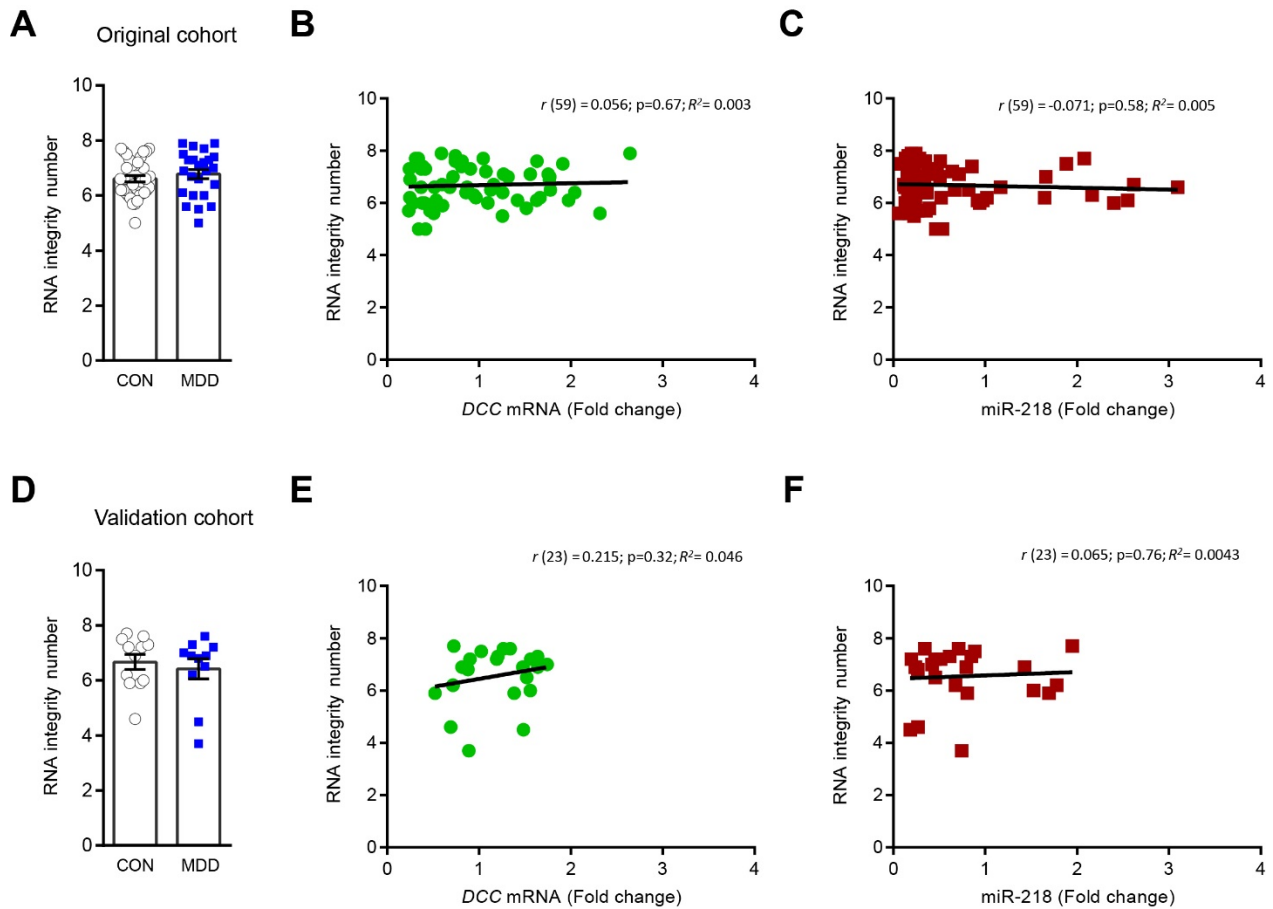 A
Original cohort
RNA integrity number
10
8
6
4
2
0
CON MDD
B
r (59) = 0.056; p=0.67; R²= 0.003
RNA integrity number
10
8
6
4
2
0
0 1 2 3 4
DCC mRNA (Fold change)
C
r (59) = -0.071; p=0.58; R²= 0.005
RNA integrity number
10
8
6
4
2
0
0 1 2 3 4
miR-218 (Fold change)
D
Validation cohort
RNA integrity number
10
8
6
4
2
0
CON MDD
E
r (23) = 0.215; p=0.32; R²= 0.046
RNA integrity number
10
8
6
4
2
0
0 1 2 3 4
DCC mRNA (Fold change)
F
r (23) = 0.065; p=0.76; R²= 0.0043
RNA integrity number
10
8
6
4
2
0
0 1 2 3 4
miR-218 (Fold change)